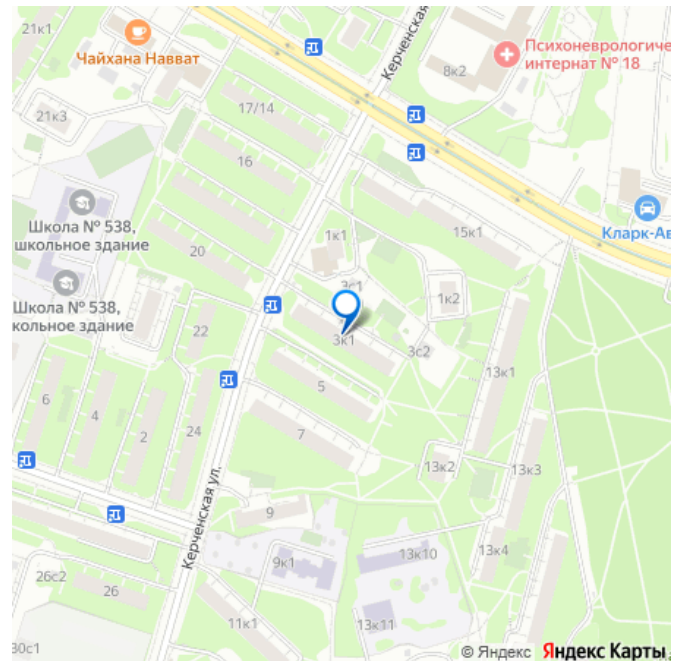 21к1
Чайхана Навват
Керченская
Психоневрологиче
интернат № 18
8к2
17/14
21к3
16
Школа № 538,
школьное здание
1к1
15к1
Кларк-Ав
20
3с1
1к2
Школа № 538,
кольное здание
22
3к1
3с2
13к1
5
6
4
2
24
7
13к2
13к3
Керченская ул.
9
9к1
13к10
13к4
26с2
26
11к1
13к11
30с1
© Яндекс Яндекс Карты